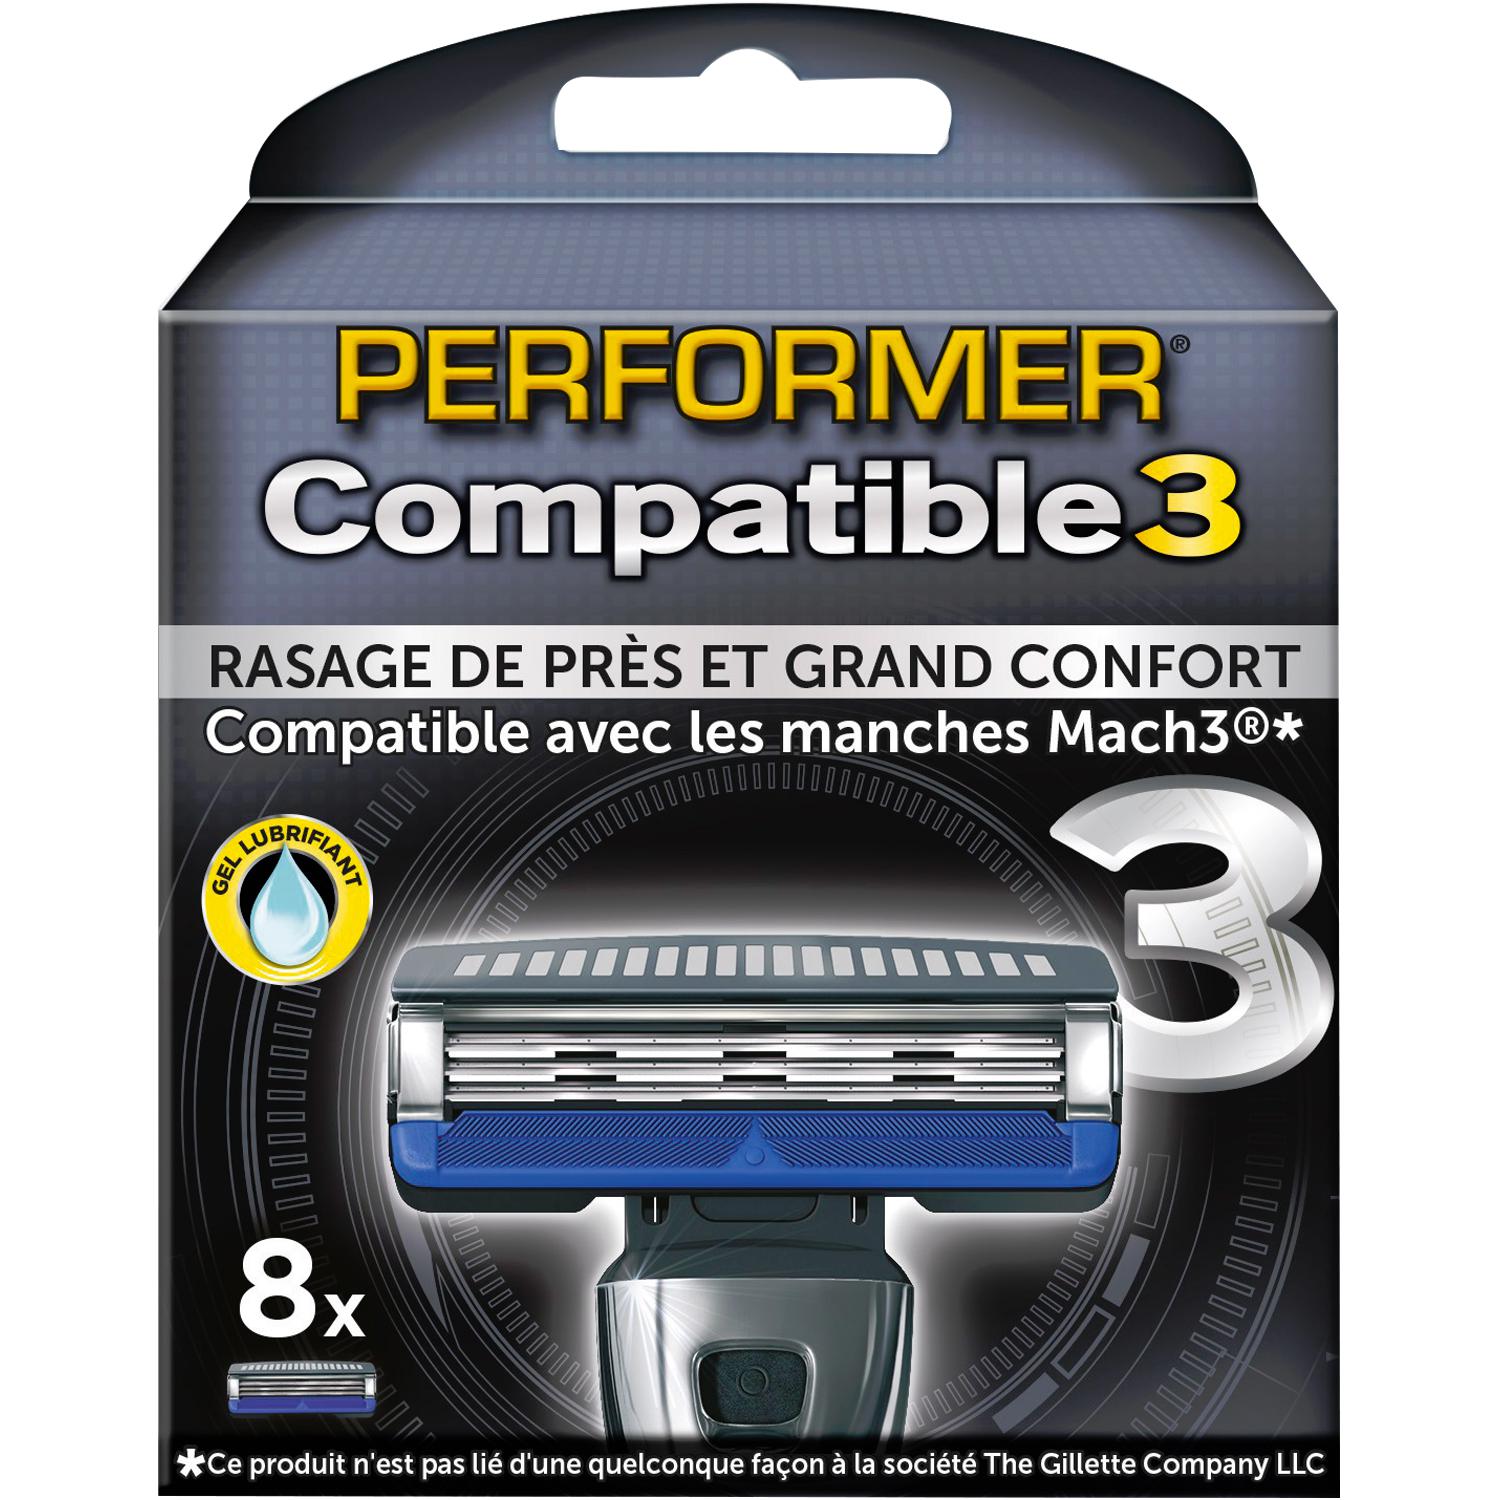 PERFORMER®
Compatible3
RASAGE DE PRÈS ET GRAND CONFORT
Compatible avec les manches Mach3®*
3
GEL LUBRIFIANT
8x
*Ce produit n'est pas lié d'une quelconque façon à la société The Gillette Company LLC